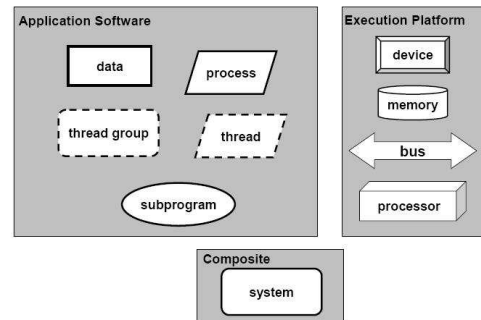 Application Software
data
process
thread group
thread
subprogram
Execution Platform
device
memory
bus
processor
Composite
system